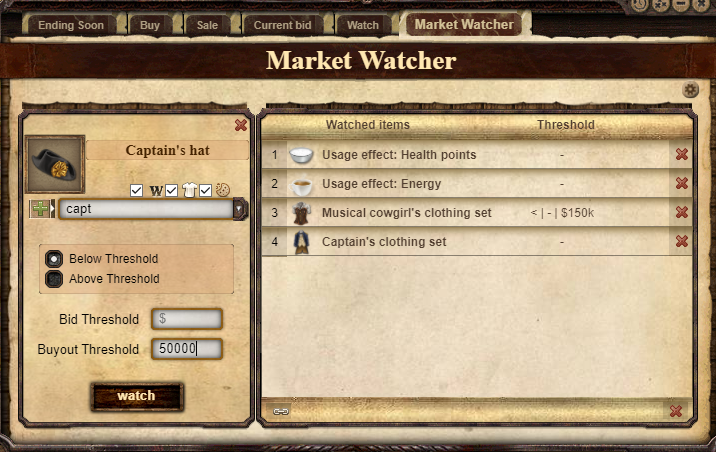 Ending Soon
Buy
Sale
Current bid
Watch
Market Watcher
Market Watcher
Captain's hat
W
capt
Below Threshold
Above Threshold
Bid Threshold $
Buyout Threshold 50000
watch
Watched items Threshold
1 Usage effect: Health points -
2 Usage effect: Energy -
3 Musical cowgirl's clothing set < | - | $150k
4 Captain's clothing set -